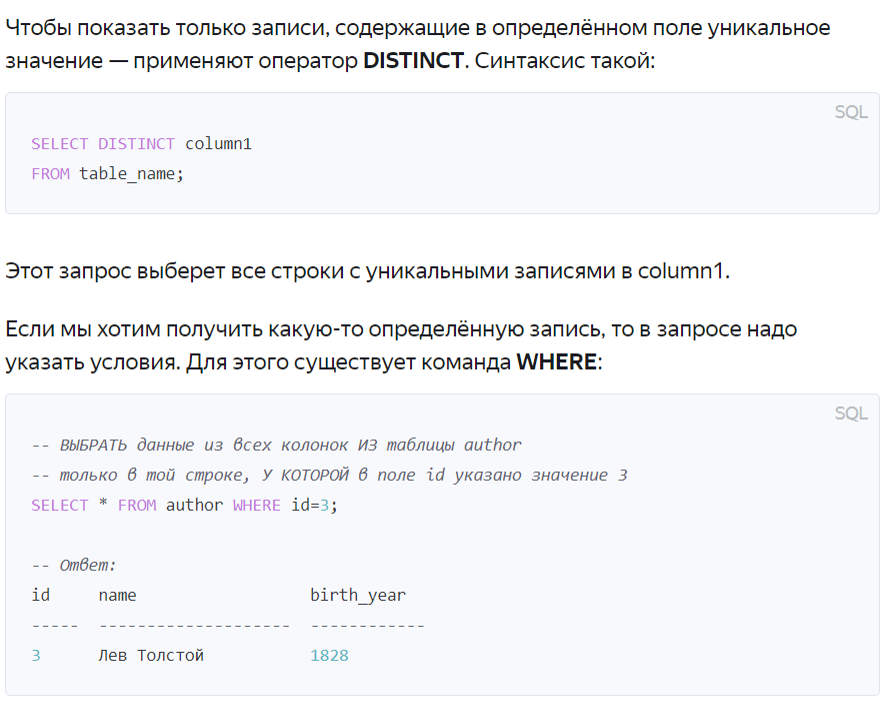 Чтобы показать только записи, содержащие в определённом поле уникальное
значение — применяют оператор DISTINCT. Синтаксис такой:
SQL
SELECT DISTINCT column1
FROM table_name;
Этот запрос выберет все строки с уникальными записями в column1.
Если мы хотим получить какую-то определённую запись, то в запросе надо
указать условия. Для этого существует команда WHERE:
SQL
-- ВЫБРАТЬ данные из всех колонок ИЗ таблицы author
-- только в той строке, У КОТОРОЙ в поле id указано значение 3
SELECT * FROM author WHERE id=3;
-- Ответ:
id     name                  birth_year
-----  --------------------  ------------
3      Лев Толстой           1828